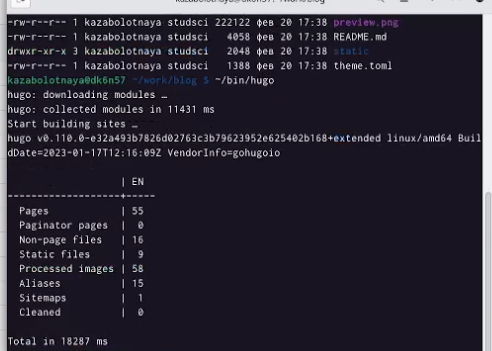 -rw-r--r-- 1 kazabolotnaya studsci 222122 фев 20 17:38 preview.png
-rw-r--r-- 1 kazabolotnaya studsci   4058 фев 20 17:38 README.md
drwxr-xr-x 3 kazabolotnaya studsci   2048 фев 20 17:38 static
-rw-r--r-- 1 kazabolotnaya studsci   1388 фев 20 17:38 theme.toml
kazabolotnaya@dk6n57 ~/work/blog $ ~/bin/hugo
hugo: downloading modules …
hugo: collected modules in 11431 ms
Start building sites …
hugo v0.110.0-e32a493b7826d02763c3b79623952e625402b168+extended linux/amd64 Buil
dDate=2023-01-17T12:16:09Z VendorInfo=gohugoio
                   | EN
-------------------+-----
  Pages            | 55
  Paginator pages  |  0
  Non-page files   | 16
  Static files     |  9
  Processed images | 58
  Aliases          | 15
  Sitemaps         |  1
  Cleaned          |  0
Total in 18287 ms